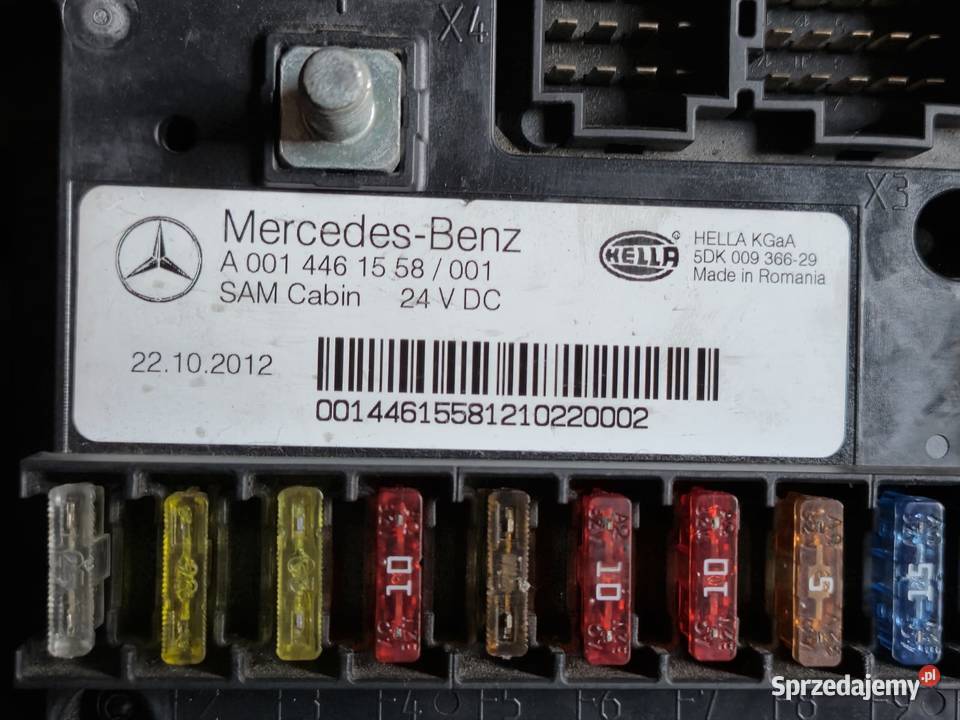 X4
X3
Mercedes-Benz
A 001 446 15 58 / 001
SAM Cabin 24 V DC
HELLA
HELLA KGaA
5DK 009 366-29
Made in Romania
22.10.2012
00144615581210220002
10
10
10
5
15
F4
F5
F6
F7
F8
F9
Sprzedajemy.pl